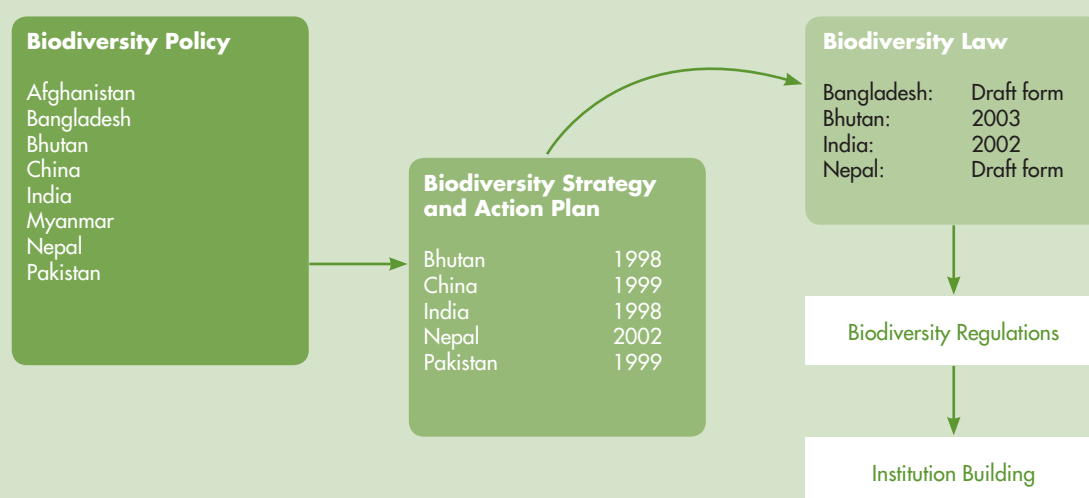 Biodiversity Policy
Afghanistan
Bangladesh
Bhutan
China
India
Myanmar
Nepal
Pakistan
Biodiversity Strategy
and Action Plan
Bhutan 1998
China 1999
India 1998
Nepal 2002
Pakistan 1999
Biodiversity Law
Bangladesh: Draft form
Bhutan: 2003
India: 2002
Nepal: Draft form
Biodiversity Regulations
Institution Building